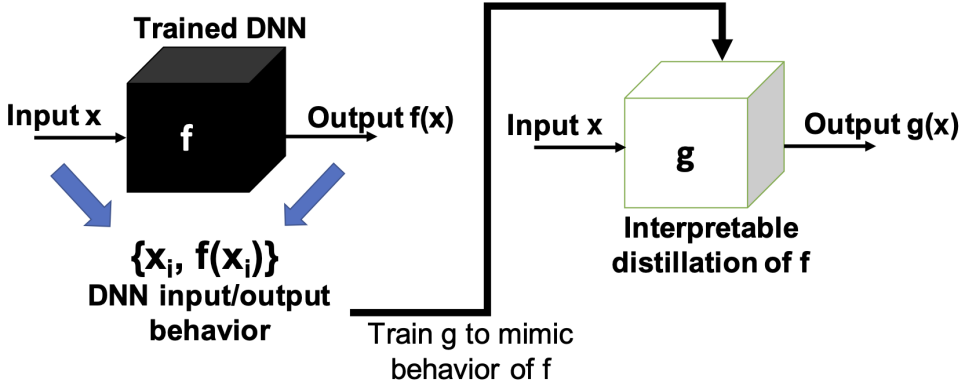 Trained DNN
Input x
f
Output f(x)
{xᵢ, f(xᵢ)}
DNN input/output
behavior
Train g to mimic
behavior of f
Input x
g
Output g(x)
Interpretable
distillation of f